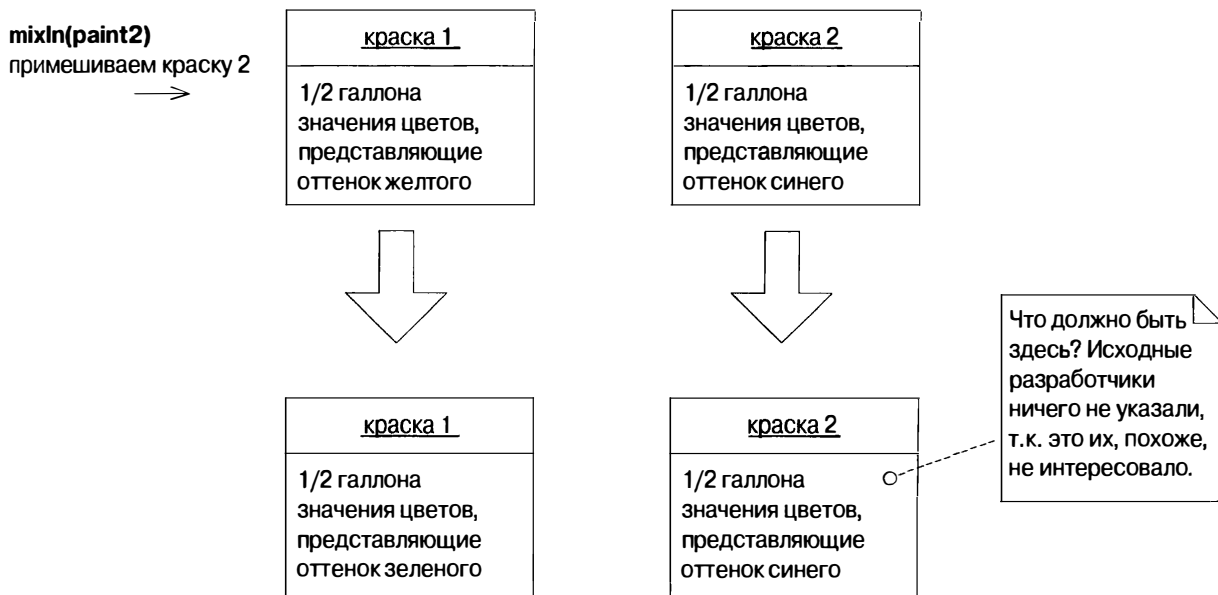 mixIn(paint2)
примешиваем краску 2
краска 1
1/2 галлона
значения цветов,
представляющие
оттенок желтого
краска 2
1/2 галлона
значения цветов,
представляющие
оттенок синего
краска 1
1/2 галлона
значения цветов,
представляющие
оттенок зеленого
краска 2
1/2 галлона
значения цветов,
представляющие
оттенок синего
Что должно быть
здесь? Исходные
разработчики
ничего не указали,
т.к. это их, похоже,
не интересовало.